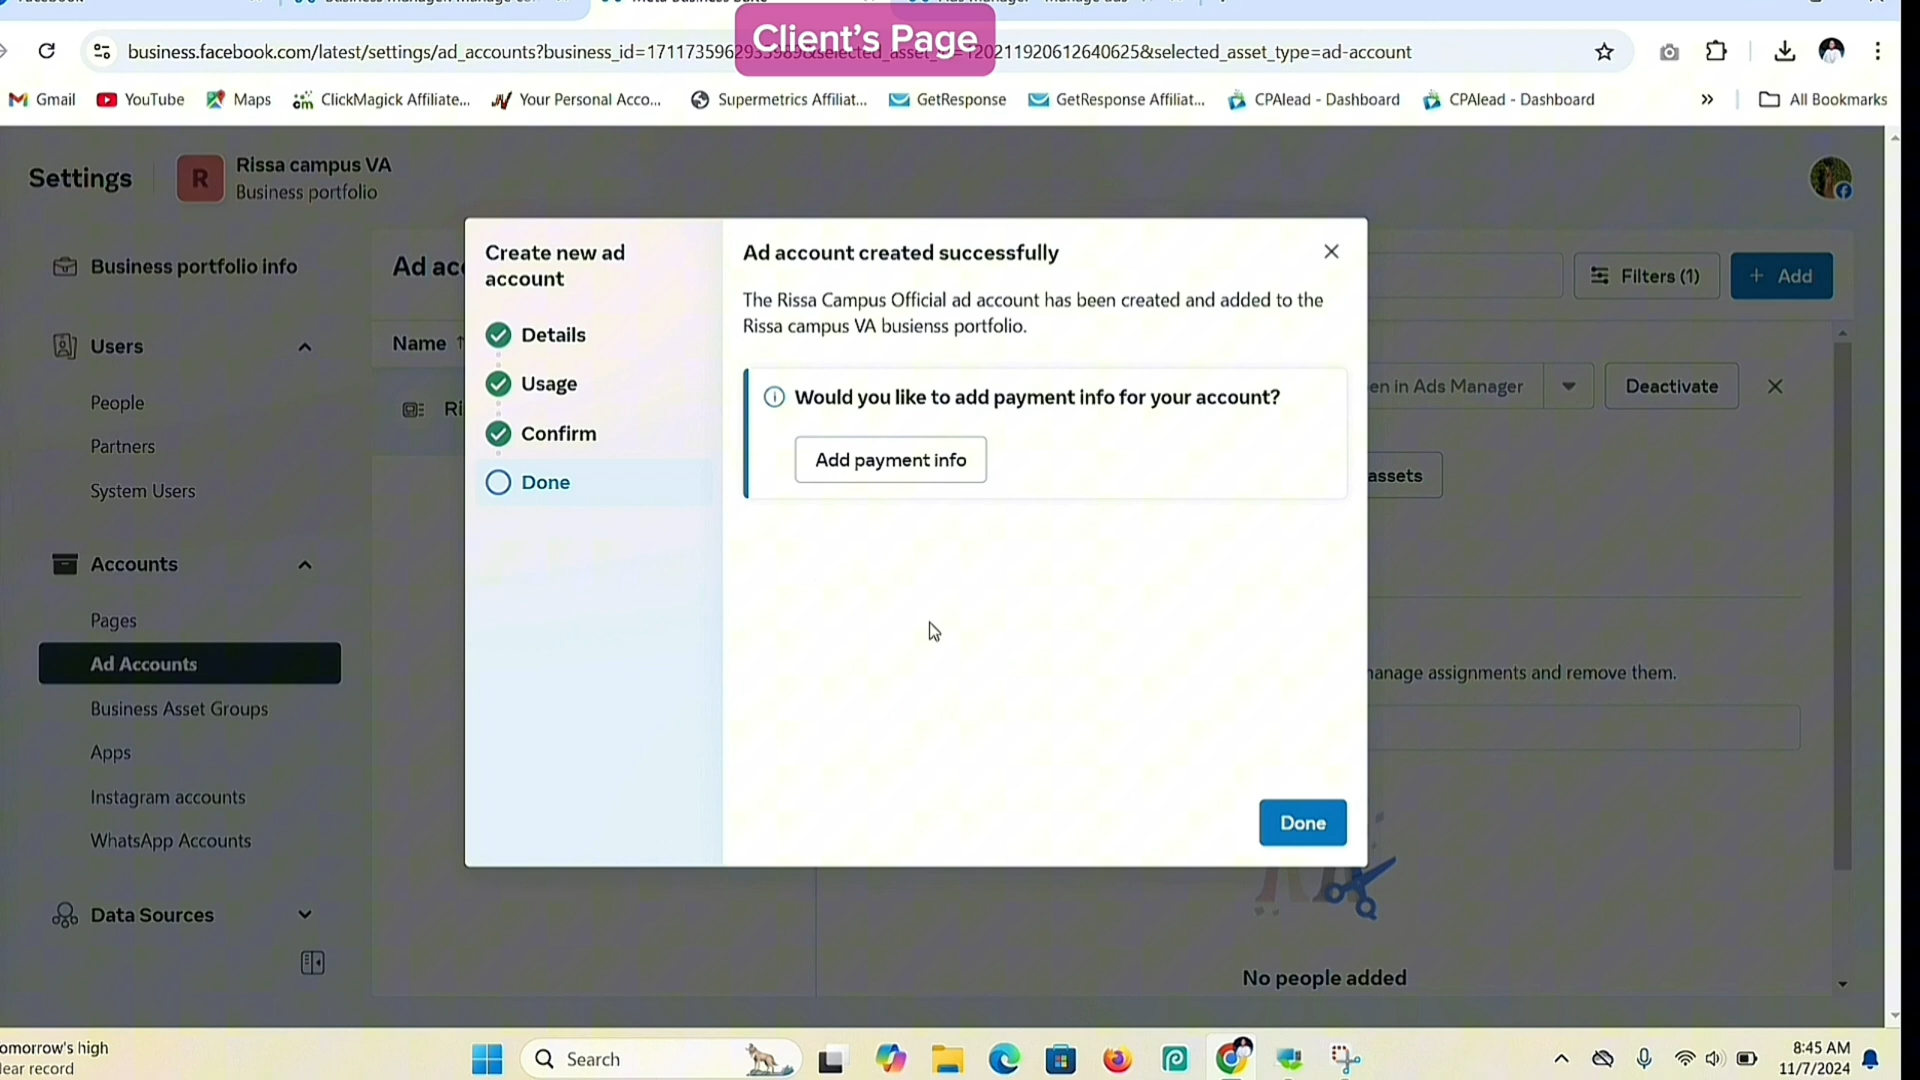 Client's Page
business.facebook.com/latest/settings/ad_accounts?business_id=
120211920612640625&selected_asset_type=ad-account
Gmail
YouTube
Maps
ClickMagick Affiliate...
Your Personal Acco...
Supermetrics Affiliat...
GetResponse
GetResponse Affiliat...
CPAlead - Dashboard
CPAlead - Dashboard
All Bookmarks
Settings
R
Rissa campus VA
Business portfolio
Business portfolio info
Users
People
Partners
System Users
Accounts
Pages
Ad Accounts
Business Asset Groups
Apps
Instagram accounts
WhatsApp Accounts
Data Sources
Ad acc
Name
Ri
Filters (1)
+ Add
en in Ads Manager
Deactivate
assets
manage assignments and remove them.
No people added
Create new ad
account
Details
Usage
Confirm
Done
Ad account created successfully
The Rissa Campus Official ad account has been created and added to the
Rissa campus VA busienss portfolio.
Would you like to add payment info for your account?
Add payment info
Done
omorrow's high
ear record
Search
8:45 AM
11/7/2024